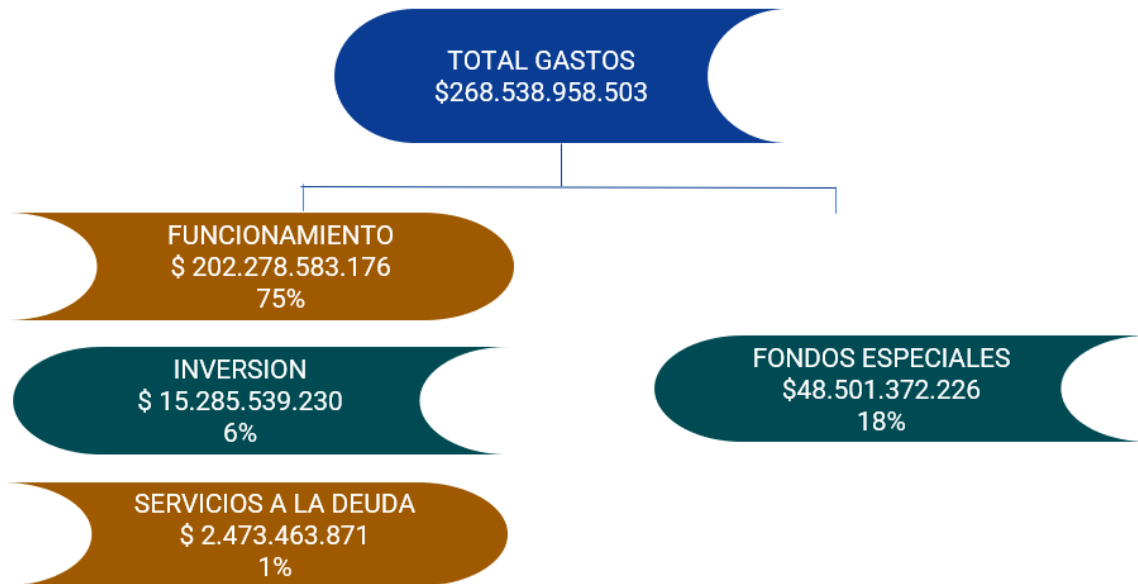 TOTAL GASTOS
$268.538.958.503
FUNCIONAMIENTO
$ 202.278.583.176
75%
INVERSION
$ 15.285.539.230
6%
FONDOS ESPECIALES
$48.501.372.226
18%
SERVICIOS A LA DEUDA
$ 2.473.463.871
1%